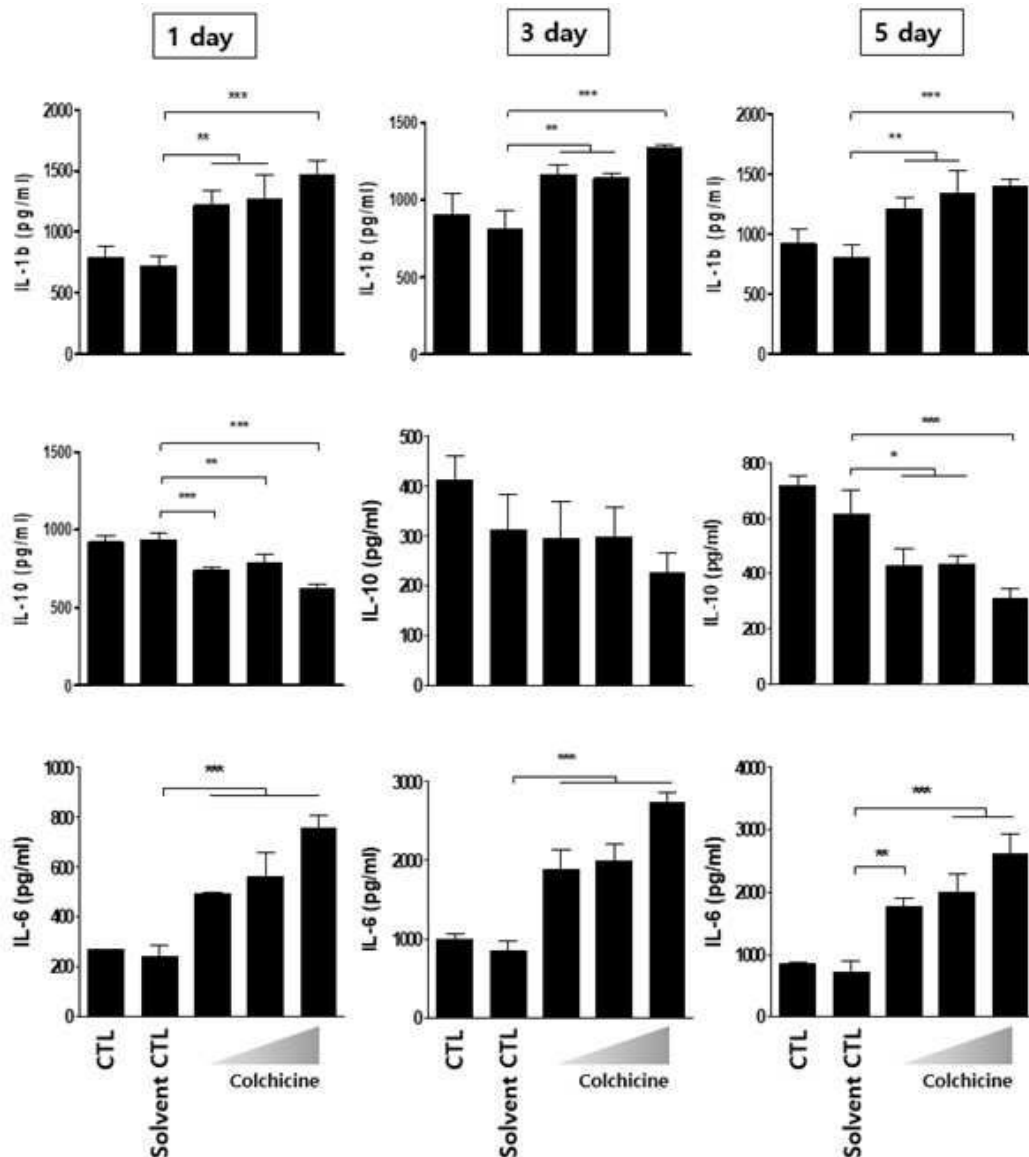 1 day
3 day
5 day
IL-1b (pg/ml)
2000
1500
1000
500
0
**
***
IL-1b (pg/ml)
1500
1000
500
0
**
***
IL-1b (pg/ml)
2000
1500
1000
500
0
**
***
IL-10 (pg/ml)
1500
1000
500
0
***
**
***
IL-10 (pg/ml)
500
400
300
200
100
0
IL-10 (pg/ml)
800
600
400
200
0
*
***
IL-6 (pg/ml)
1000
800
600
400
200
0
***
IL-6 (pg/ml)
3000
2000
1000
0
***
IL-6 (pg/ml)
4000
3000
2000
1000
0
**
***
CTL
Solvent CTL
Colchicine
CTL
Solvent CTL
Colchicine
CTL
Solvent CTL
Colchicine